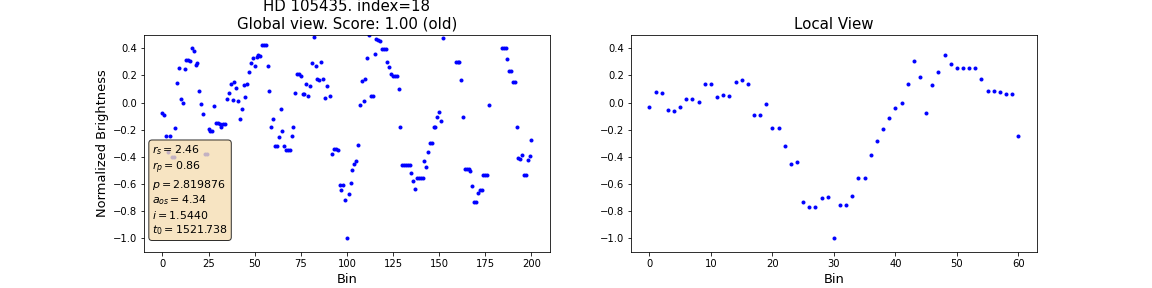 HD 105435. index=18
Global view. Score: 1.00 (old)
Local View
Normalized Brightness
0.4
0.2
0.0
−0.2
−0.4
−0.6
−0.8
−1.0
r_s = 2.46
r_p = 0.86
p = 2.819876
a_os = 4.34
i = 1.5440
t_0 = 1521.738
0 25 50 75 100 125 150 175 200
Bin
0.4
0.2
0.0
−0.2
−0.4
−0.6
−0.8
−1.0
0 10 20 30 40 50 60
Bin